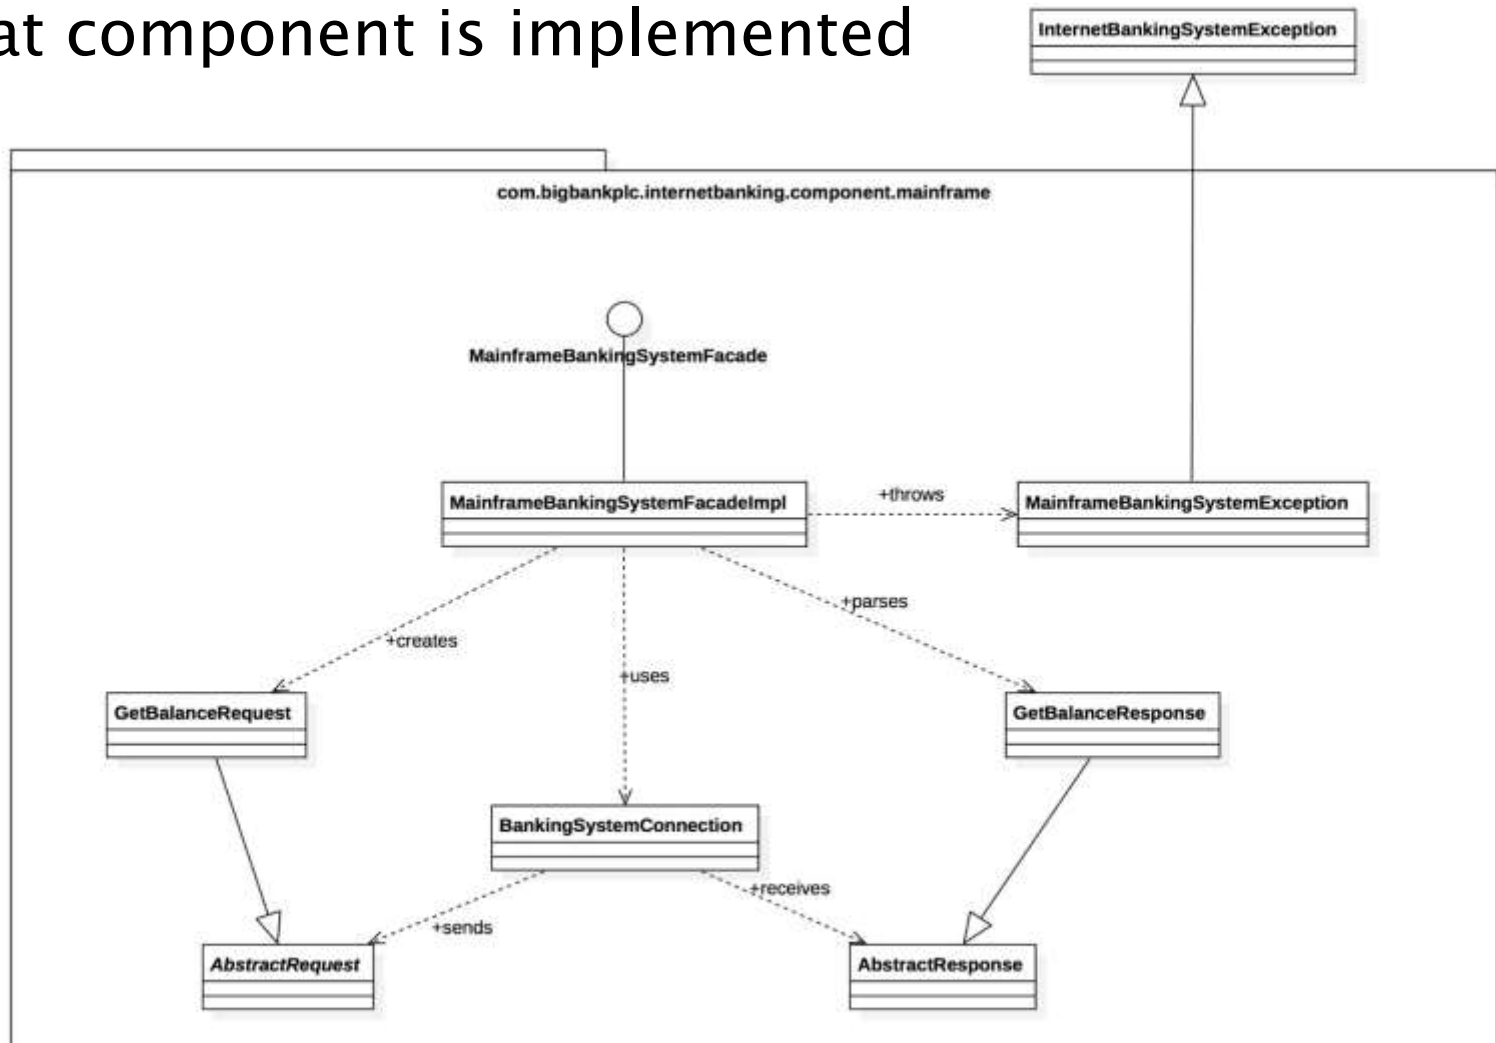 at component is implemented
InternetBankingSystemException
com.bigbankplc.internetbanking.component.mainframe
MainframeBankingSystemFacade
MainframeBankingSystemFacadeImpl
+throws
MainframeBankingSystemException
+creates
+uses
+parses
GetBalanceRequest
GetBalanceResponse
BankingSystemConnection
+sends
+receives
AbstractRequest
AbstractResponse